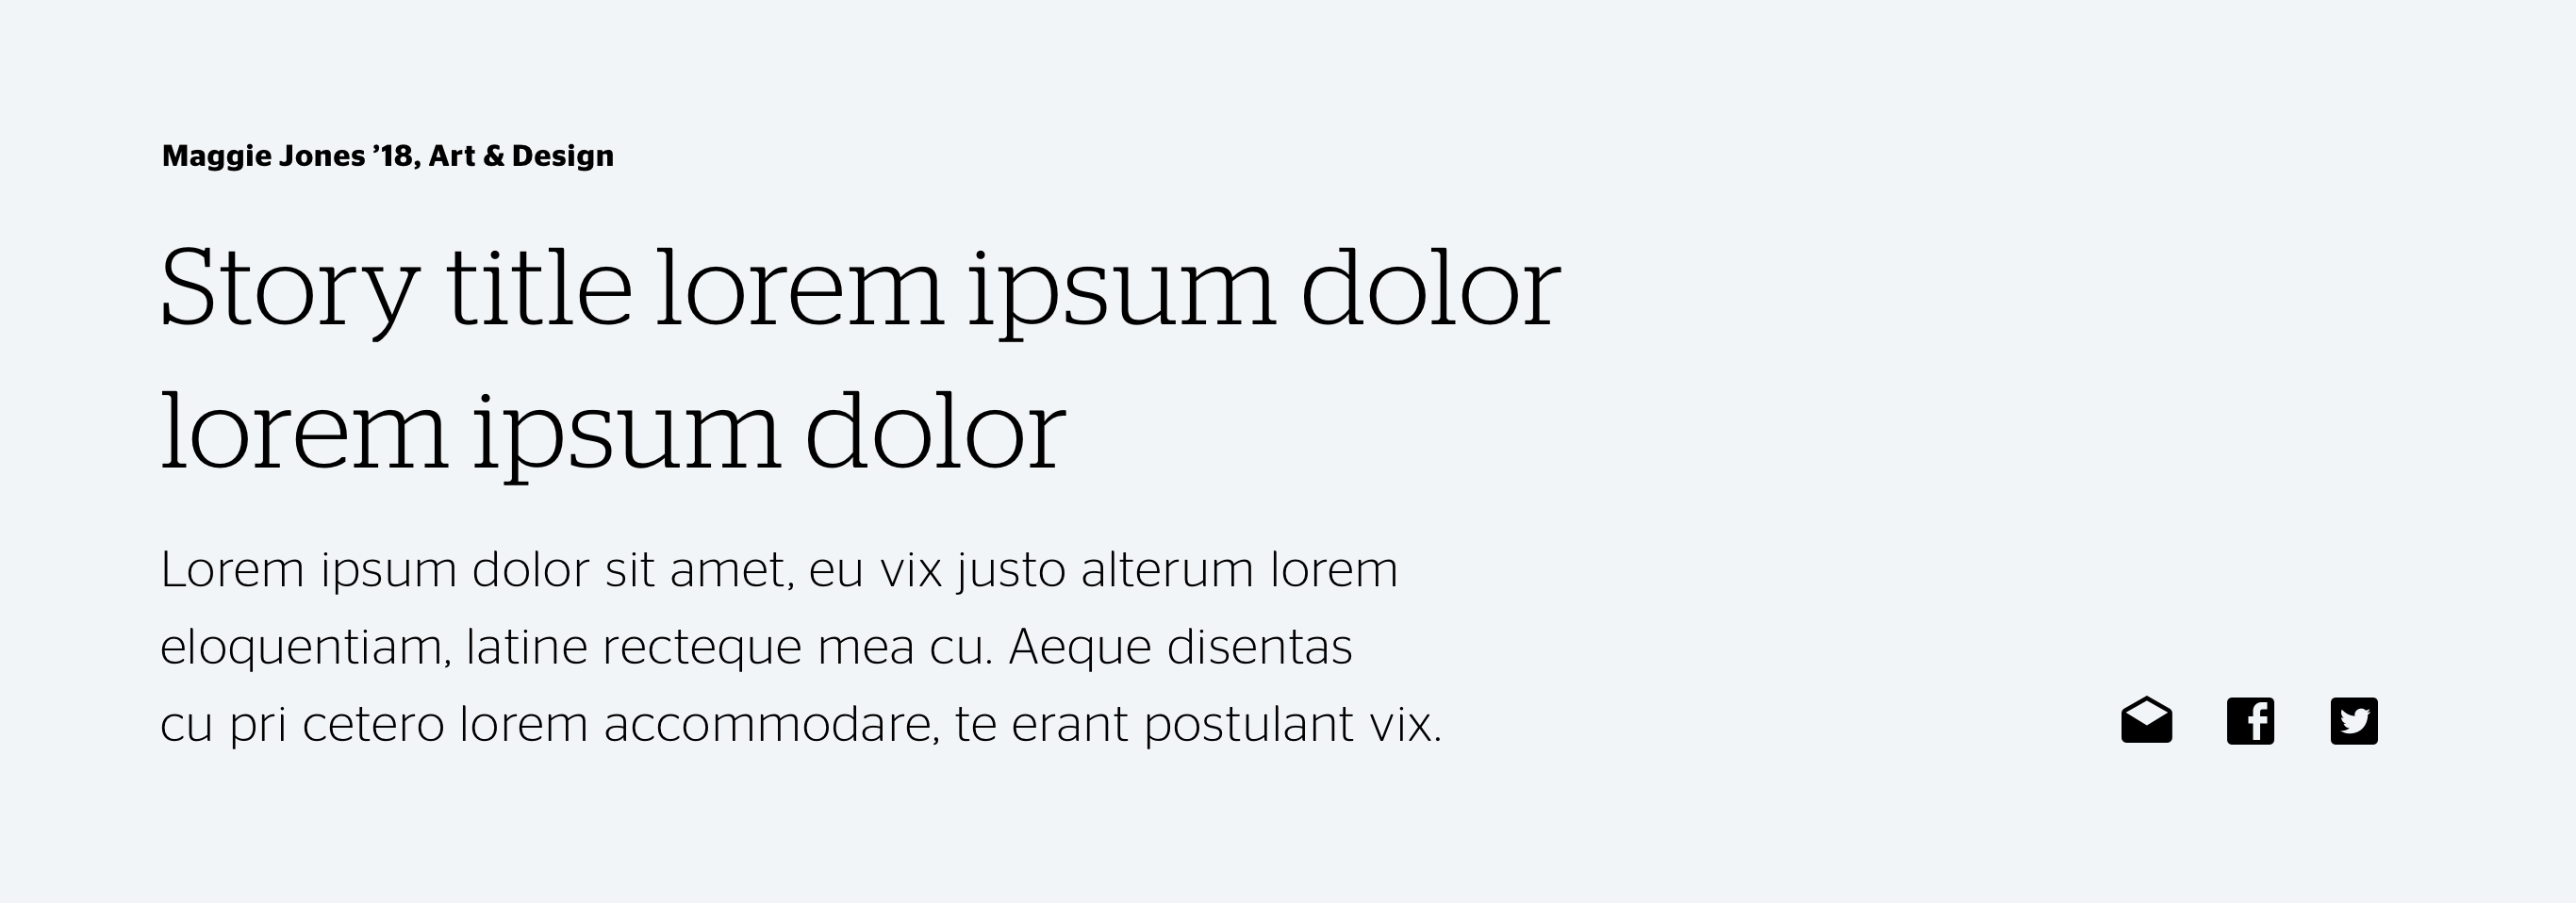 Maggie Jones ’18, Art & Design
Story title lorem ipsum dolor
lorem ipsum dolor
Lorem ipsum dolor sit amet, eu vix justo alterum lorem
eloquentiam, latine recteque mea cu. Aeque disentas
cu pri cetero lorem accommodare, te erant postulant vix.